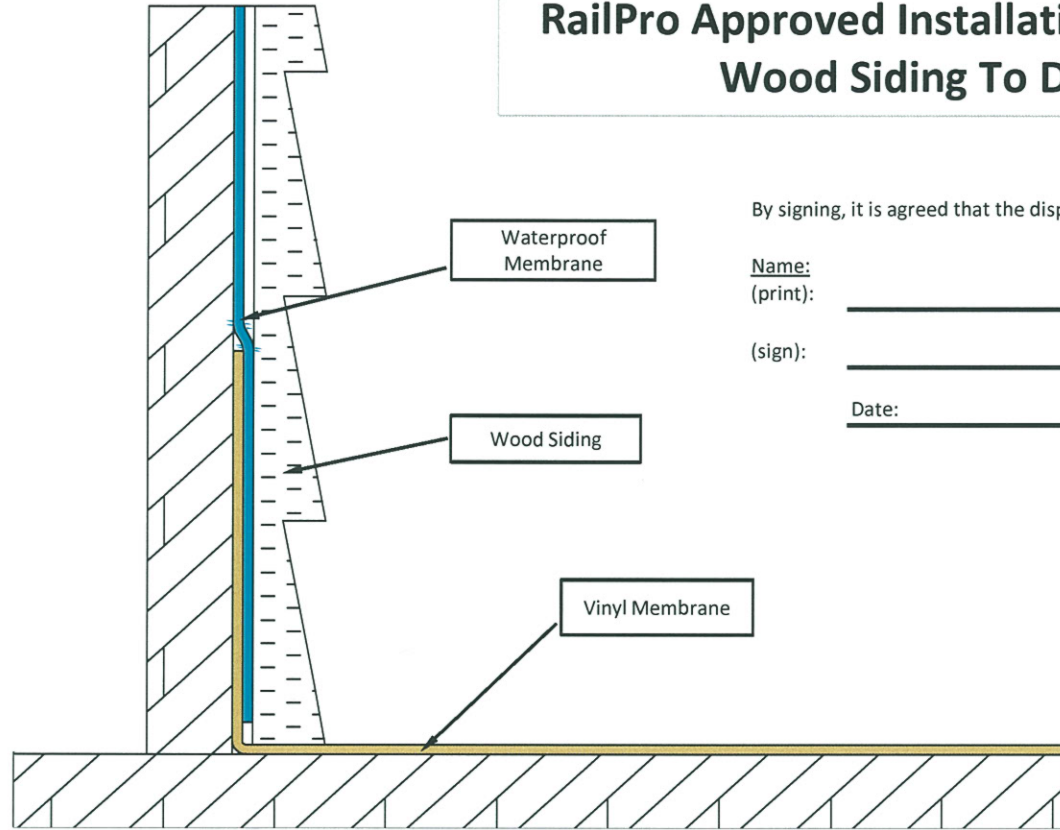 RailPro Approved Installati
Wood Siding To D
By signing, it is agreed that the disp
Waterproof
Membrane
Name:
(print):
(sign):
Date:
Wood Siding
Vinyl Membrane